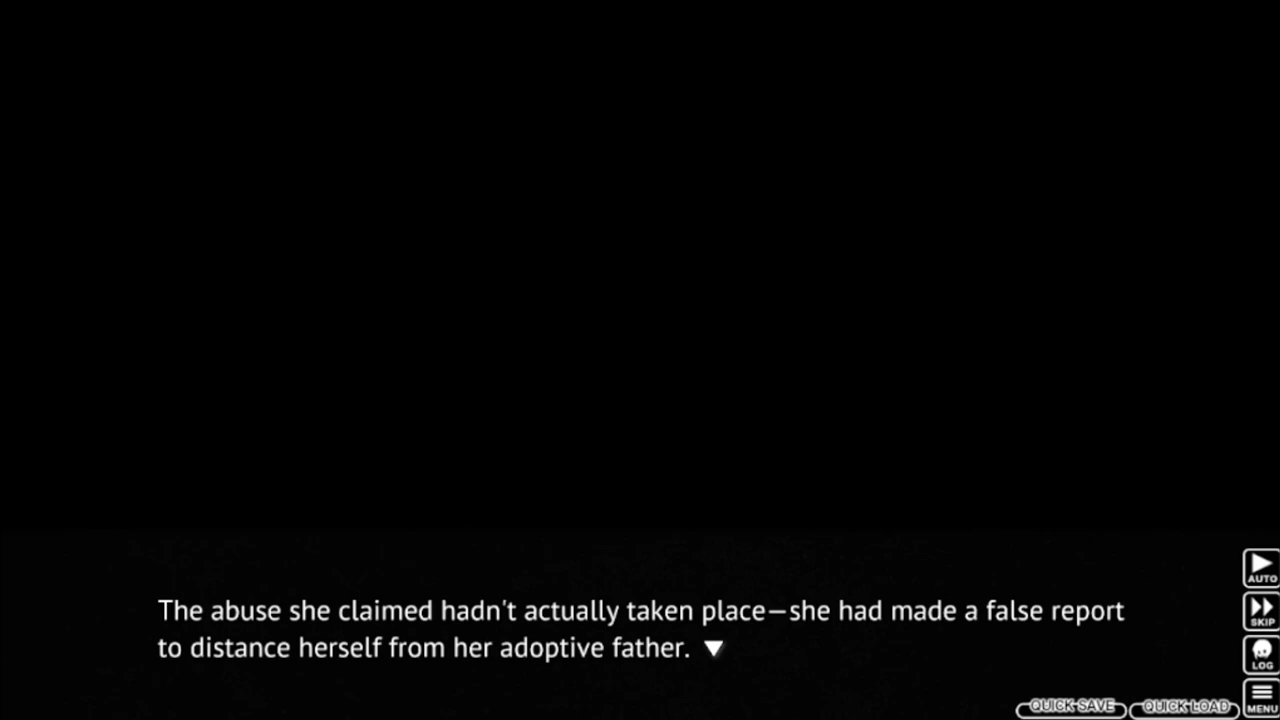 The abuse she claimed hadn't actually taken place—she had made a false report
to distance herself from her adoptive father.
AUTO
SKIP
LOG
MENU
QUICK SAVE QUICK LOAD